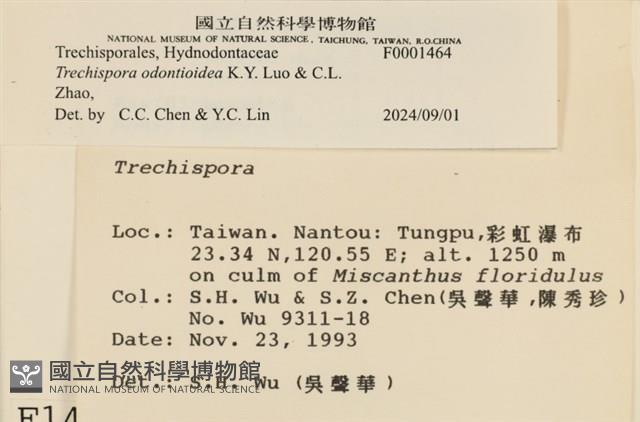 國立自然科學博物館
NATIONAL MUSEUM OF NATURAL SCIENCE, TAICHUNG, TAIWAN, R.O.CHINA
Trechisporales, Hydnodontaceae F0001464
Trechispora odontioidea K.Y. Luo & C.L.
Zhao,
Det. by C.C. Chen & Y.C. Lin 2024/09/01
Trechispora
Loc.: Taiwan. Nantou: Tungpu,彩虹瀑布
23.34 N,120.55 E; alt. 1250 m
on culm of Miscanthus floridulus
Col.: S.H. Wu & S.Z. Chen(吳聲華,陳秀珍)
No. Wu 9311-18
Date: Nov. 23, 1993
Det.: S.H. Wu (吳聲華)
國立自然科學博物館
NATIONAL MUSEUM OF NATURAL SCIENCE
F14